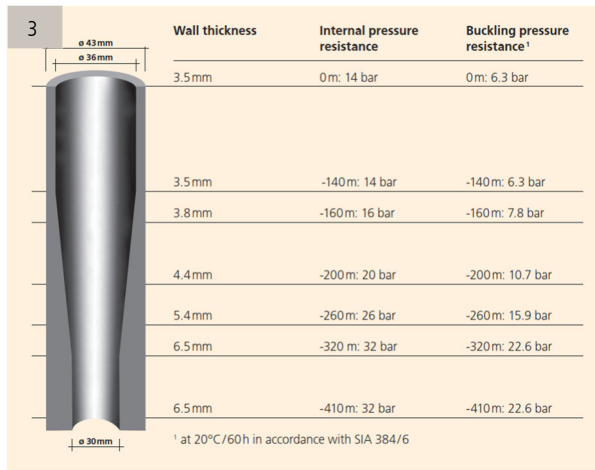 3
Wall thickness Internal pressure resistance Buckling pressure resistance¹
ø 43 mm
ø 36 mm
3.5 mm 0 m: 14 bar 0 m: 6.3 bar
3.5 mm -140 m: 14 bar -140 m: 6.3 bar
3.8 mm -160 m: 16 bar -160 m: 7.8 bar
4.4 mm -200 m: 20 bar -200 m: 10.7 bar
5.4 mm -260 m: 26 bar -260 m: 15.9 bar
6.5 mm -320 m: 32 bar -320 m: 22.6 bar
6.5 mm -410 m: 32 bar -410 m: 22.6 bar
ø 30 mm
¹ at 20°C/60 h in accordance with SIA 384/6